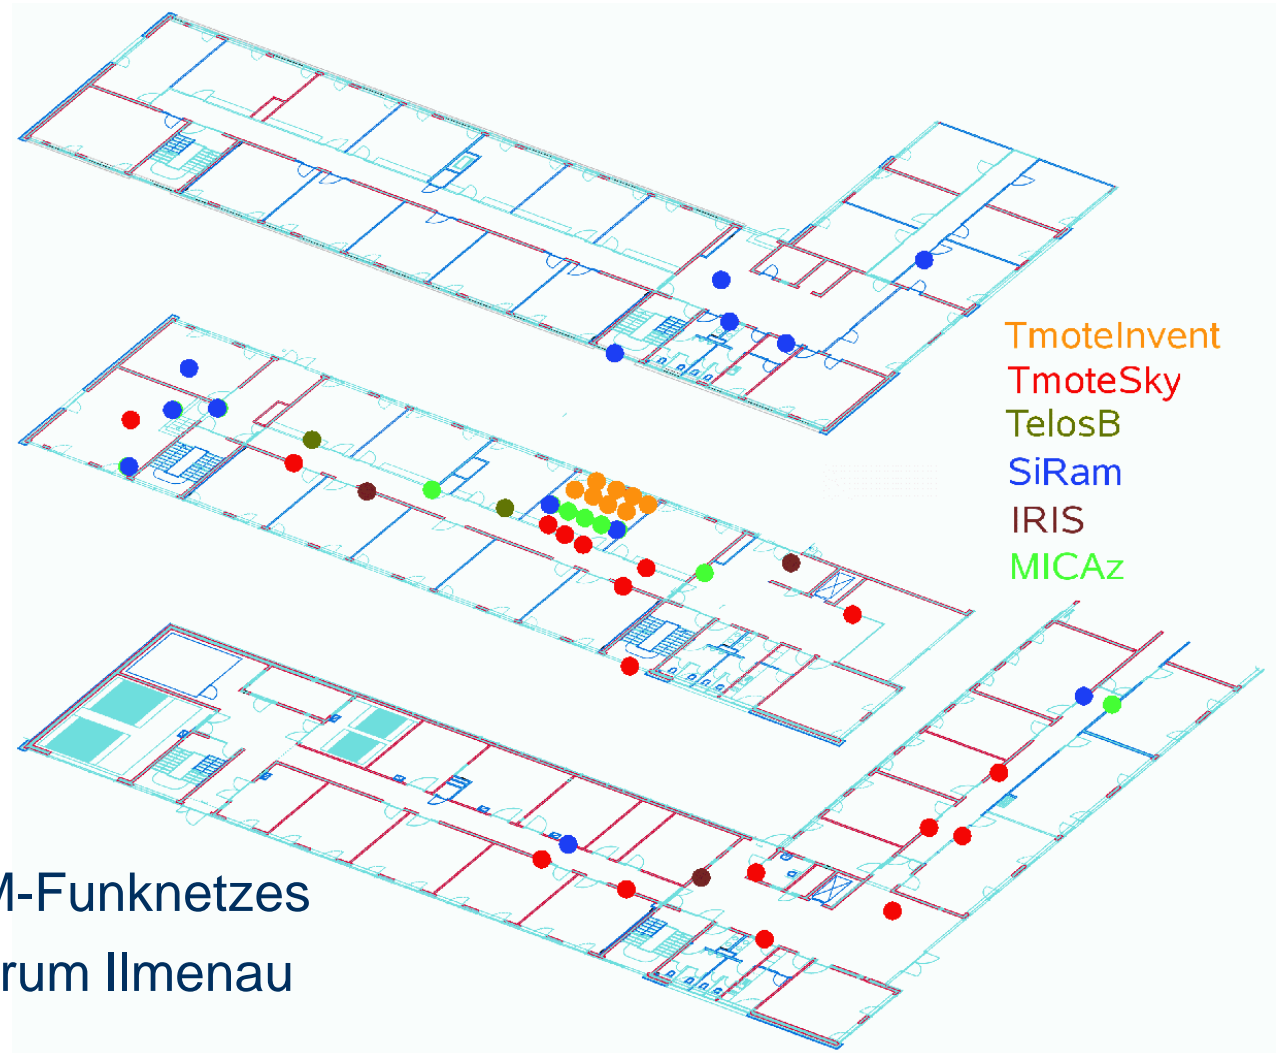 TmoteInvent
TmoteSky
TelosB
SiRam
IRIS
MICAz
M-Funknetzes
rum Ilmenau